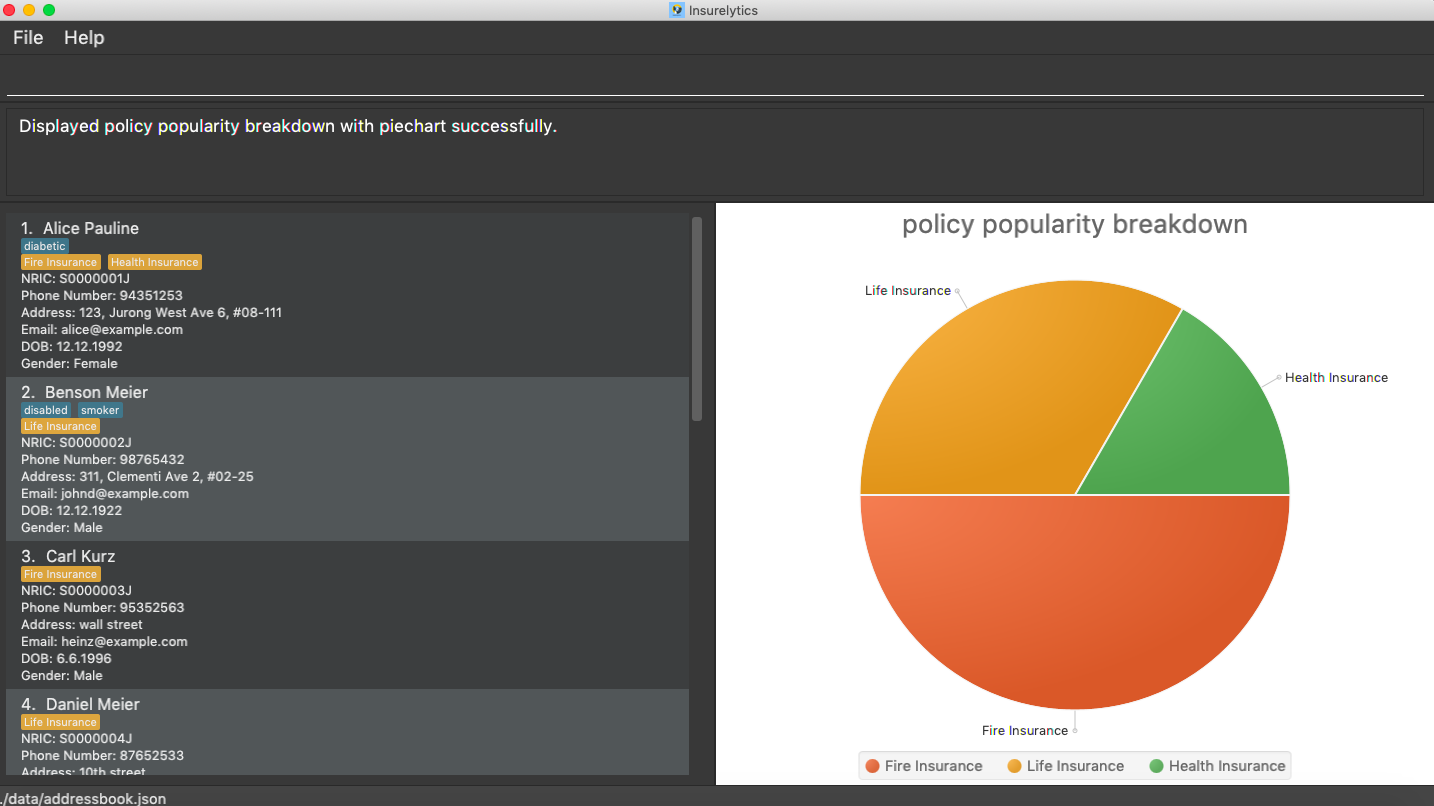 Insurelytics
File Help
Displayed policy popularity breakdown with piechart successfully.
1. Alice Pauline
diabetic
Fire Insurance Health Insurance
NRIC: S0000001J
Phone Number: 94351253
Address: 123, Jurong West Ave 6, #08-111
Email: alice@example.com
DOB: 12.12.1992
Gender: Female
2. Benson Meier
disabled smoker
Life Insurance
NRIC: S0000002J
Phone Number: 98765432
Address: 311, Clementi Ave 2, #02-25
Email: johnd@example.com
DOB: 12.12.1922
Gender: Male
3. Carl Kurz
Fire Insurance
NRIC: S0000003J
Phone Number: 95352563
Address: wall street
Email: heinz@example.com
DOB: 6.6.1996
Gender: Male
4. Daniel Meier
Life Insurance
NRIC: S0000004J
Phone Number: 87652533
Address: 10th street
policy popularity breakdown
Life Insurance
Health Insurance
Fire Insurance
Fire Insurance Life Insurance Health Insurance
./data/addressbook.json